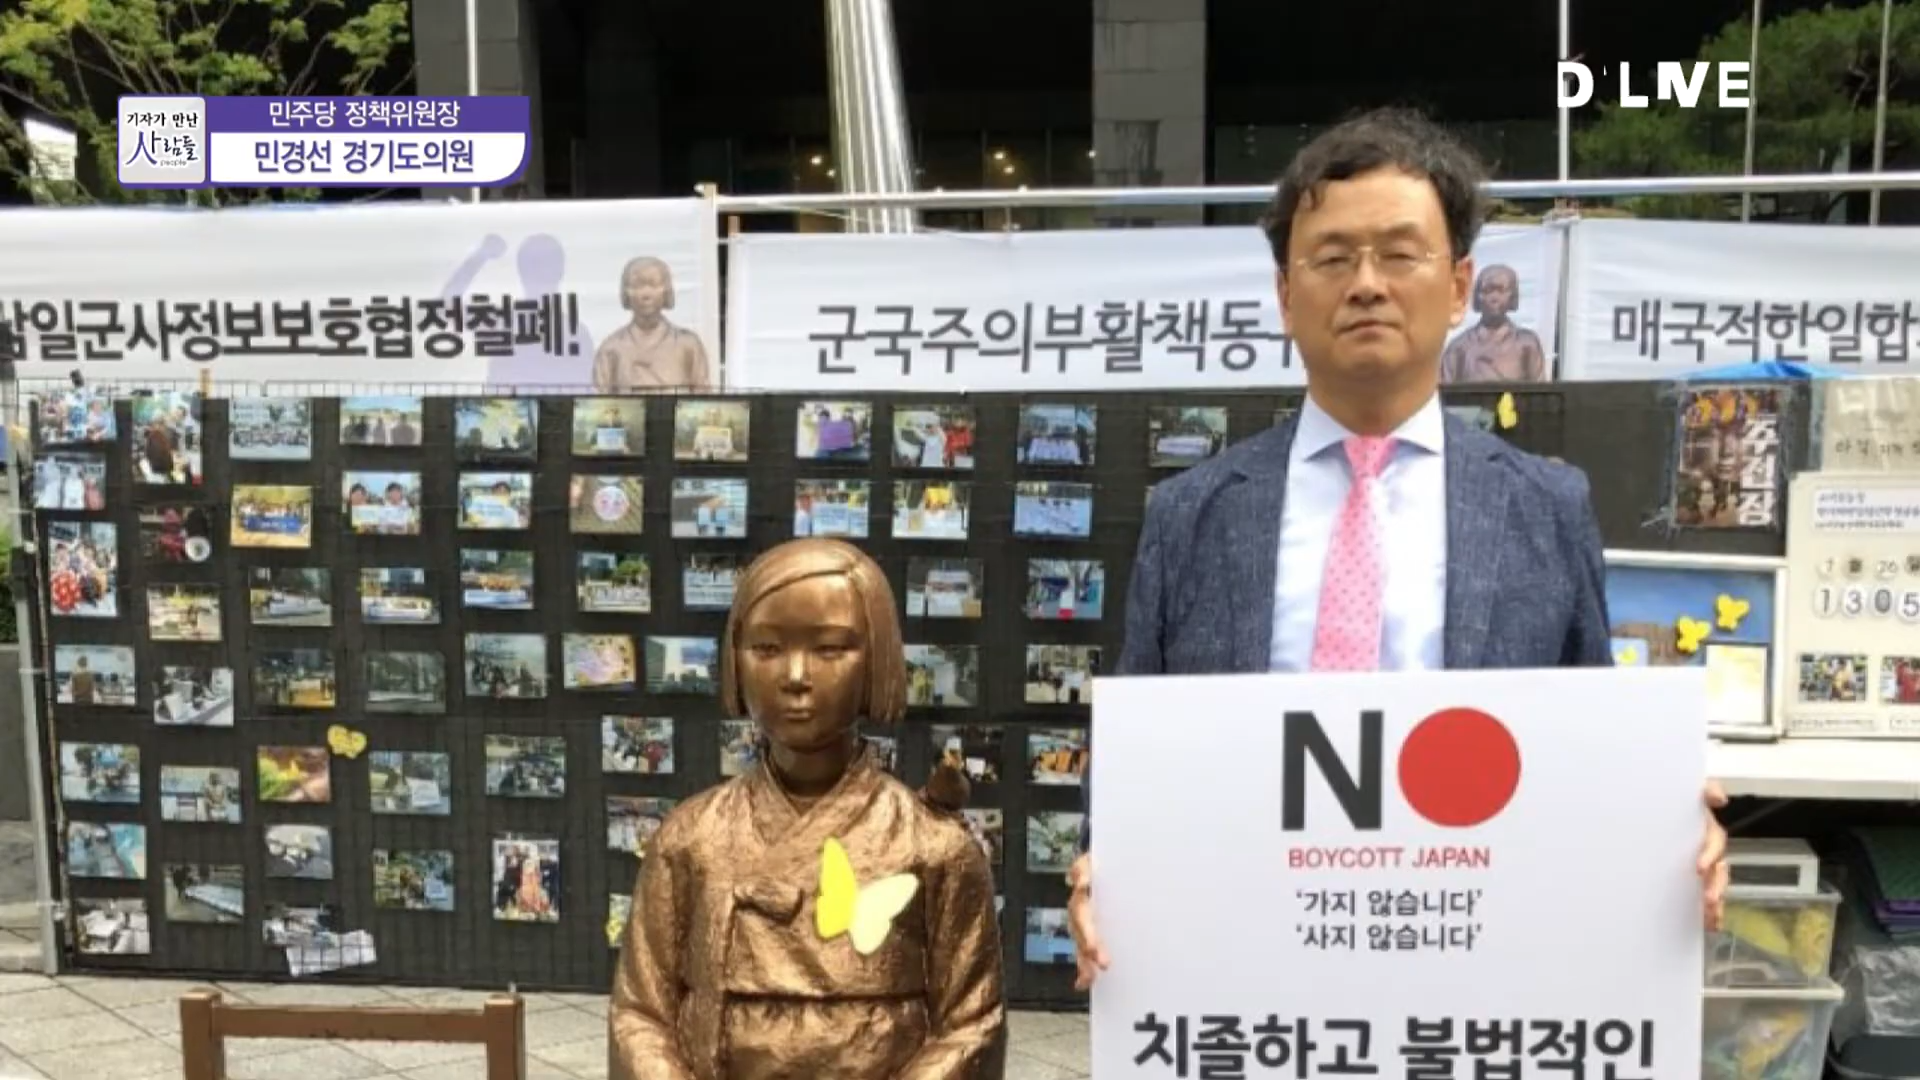 기자가 만난
사람들
people
민주당 정책위원장
민경선 경기도의원
D'LIVE
일군사정보보호협정철폐!
군국주의부활책동
매국적한일합
NO
BOYCOTT JAPAN
'가지 않습니다'
'사지 않습니다'
치졸하고 불법적인
1305